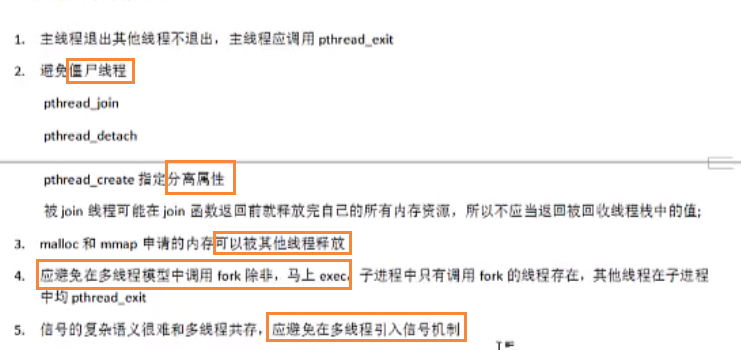 1. 主线程退出其他线程不退出，主线程应调用 pthread_exit
2. 避免僵尸线程
pthread_join
pthread_detach
pthread_create 指定分离属性
被 join 线程可能在 join 函数返回前就释放完自己的所有内存资源，所以不应当返回被回收线程栈中的值;
3. malloc 和 mmap 申请的内存可以被其他线程释放
4. 应避免在多线程模型中调用 fork 除非，马上 exec，子进程中只有调用 fork 的线程存在，其他线程在子进程
中均 pthread_exit
5. 信号的复杂语义很难和多线程共存，应避免在多线程引入信号机制